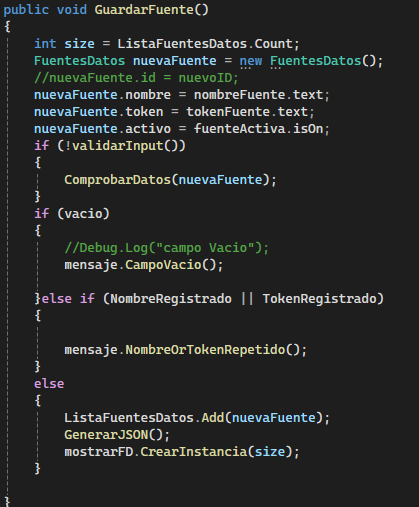 public void GuardarFuente()
{
int size = ListaFuentesDatos.Count;
FuentesDatos nuevaFuente = new FuentesDatos();
//nuevaFuente.id = nuevoID;
nuevaFuente.nombre = nombreFuente.text;
nuevaFuente.token = tokenFuente.text;
nuevaFuente.activo = fuenteActiva.isOn;
if (!validarInput())
{
ComprobarDatos(nuevaFuente);
}
if (vacio)
{
//Debug.Log("campo Vacio");
mensaje.CampoVacio();
}else if (NombreRegistrado || TokenRegistrado)
{
mensaje.NombreOrTokenRepetido();
}
else
{
ListaFuentesDatos.Add(nuevaFuente);
GenerarJSON();
mostrarFD.CrearInstancia(size);
}
}